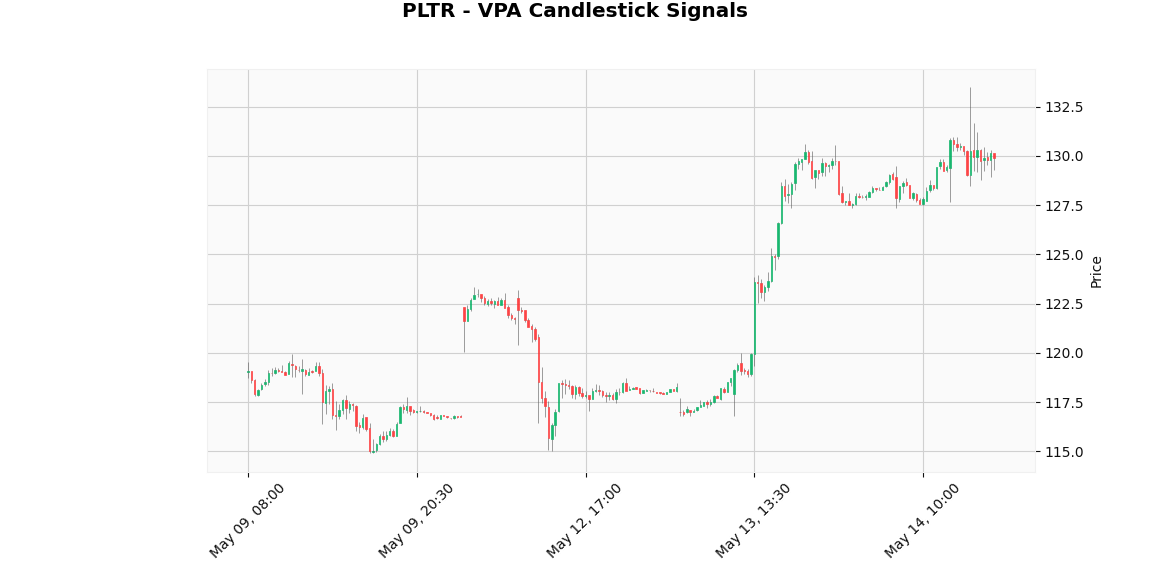 PLTR - VPA Candlestick Signals
132.5
130.0
127.5
125.0
122.5
120.0
117.5
115.0
Price
May 09, 08:00
May 09, 20:30
May 12, 17:00
May 13, 13:30
May 14, 10:00